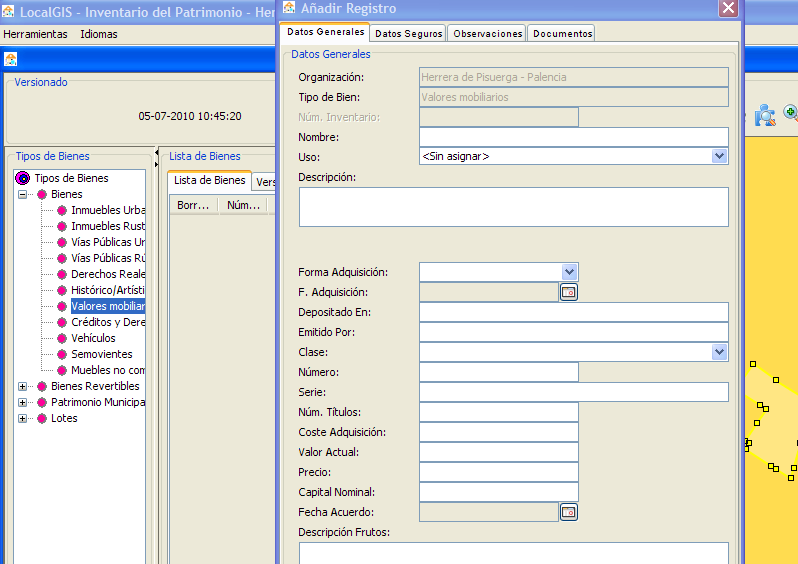 LocalGIS - Inventario del Patrimonio - Her
Herramientas Idiomas
Versionado
05-07-2010 10:45:20
Tipos de Bienes
Tipos de Bienes
Bienes
Inmuebles Urba
Inmuebles Rust
Vías Públicas Ur
Vías Públicas Rú
Derechos Reale
Histórico/Artísti
Valores mobiliar
Créditos y Dere
Vehículos
Semovientes
Muebles no com
Bienes Revertibles
Patrimonio Municipa
Lotes
Lista de Bienes
Lista de Bienes Vers
Borr... Núm...
Añadir Registro
Datos Generales Datos Seguros Observaciones Documentos
Datos Generales
Organización: Herrera de Pisuerga - Palencia
Tipo de Bien: Valores mobiliarios
Núm. Inventario:
Nombre:
Uso: <Sin asignar>
Descripción:
Forma Adquisición:
F. Adquisición:
Depositado En:
Emitido Por:
Clase:
Número:
Serie:
Núm. Títulos:
Coste Adquisición:
Valor Actual:
Precio:
Capital Nominal:
Fecha Acuerdo:
Descripción Frutos: